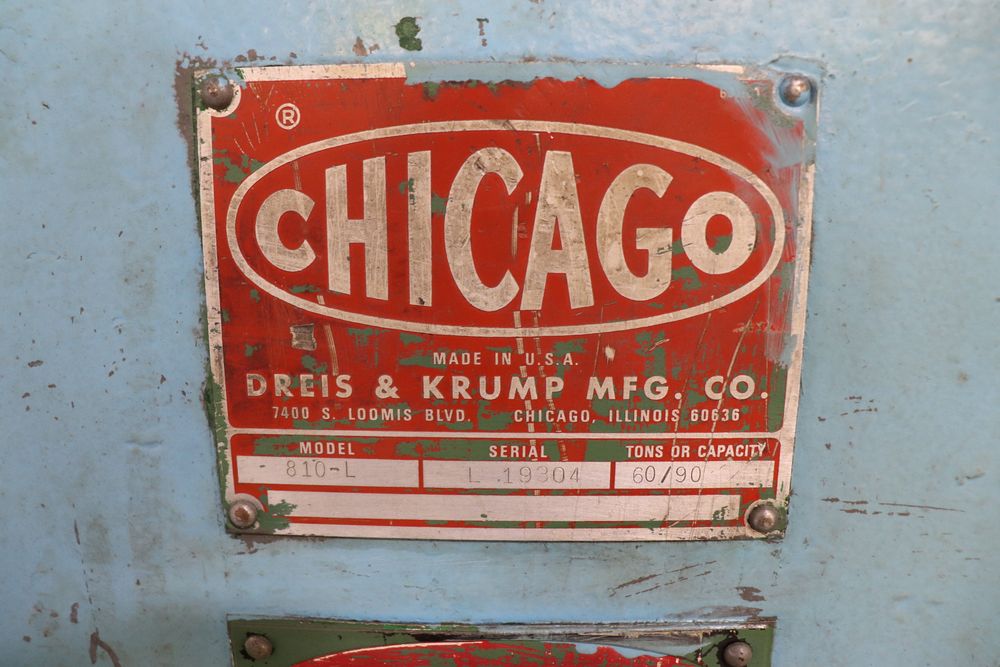 ®
CHICAGO
MADE IN U.S.A.
DREIS & KRUMP MFG. CO.
7400 S. LOOMIS BLVD. CHICAGO, ILLINOIS 60636
MODEL SERIAL TONS OR CAPACITY
810-L L 19304 60/90